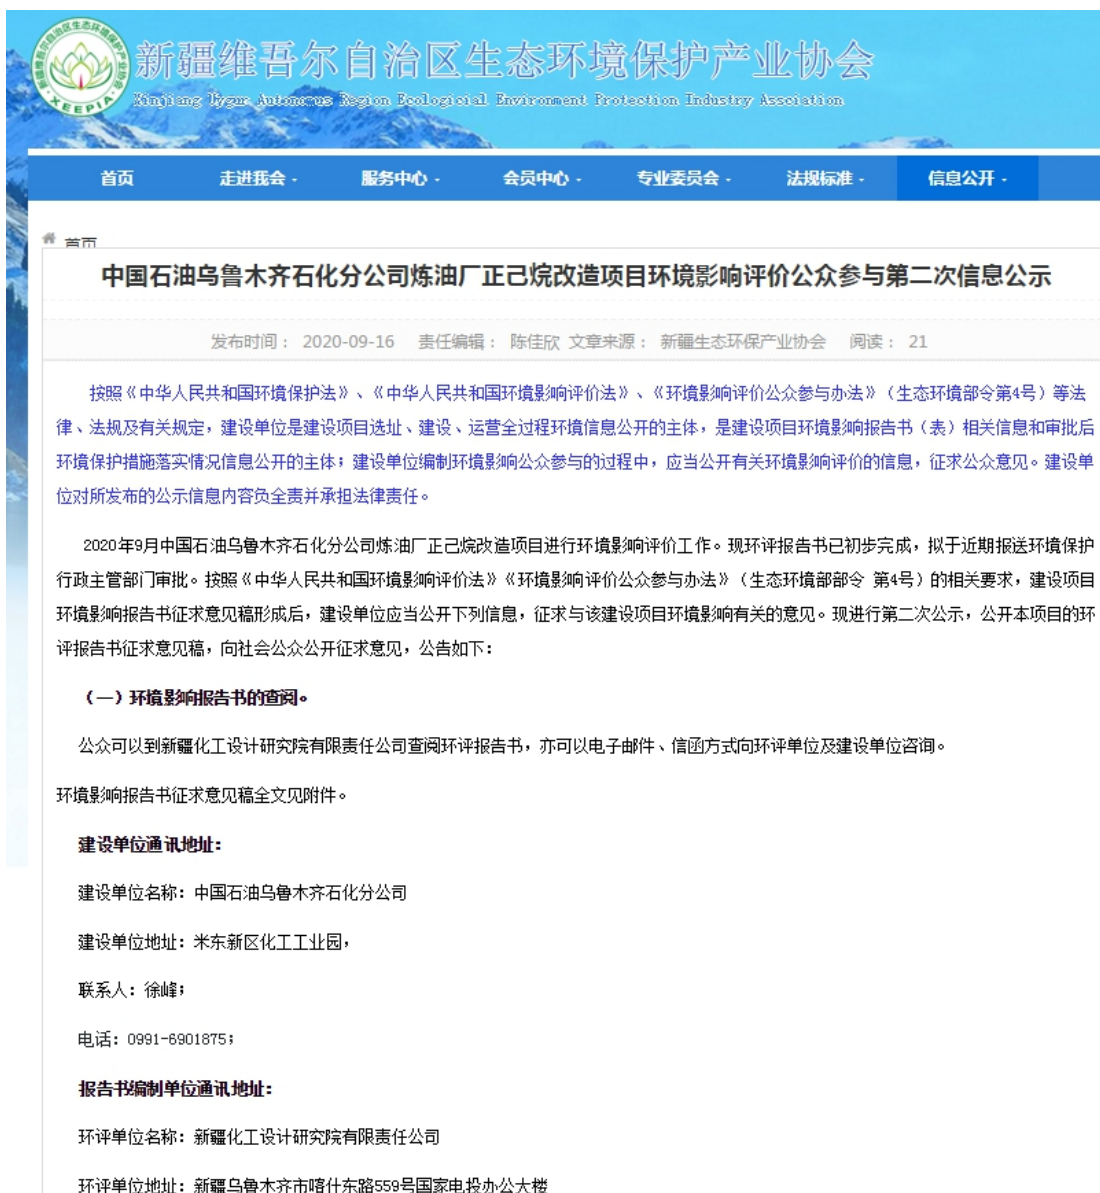 新疆维吾尔自治区生态环境保护产业协会
Xinjiang Uygur Autonomous Region Ecologicial Environment Protection Industry Association
XEEPIA
首页 走进我会 服务中心 会员中心 专业委员会 法规标准 信息公开
首页
中国石油乌鲁木齐石化分公司炼油厂正己烷改造项目环境影响评价公众参与第二次信息公示
发布时间： 2020-09-16 责任编辑： 陈佳欣 文章来源： 新疆生态环保产业协会 阅读： 21
按照《中华人民共和国环境保护法》、《中华人民共和国环境影响评价法》、《环境影响评价公众参与办法》（生态环境部令第4号）等法
律、法规及有关规定，建设单位是建设项目选址、建设、运营全过程环境信息公开的主体，是建设项目环境影响报告书（表）相关信息和审批后
环境保护措施落实情况信息公开的主体；建设单位编制环境影响公众参与的过程中，应当公开有关环境影响评价的信息，征求公众意见。建设单
位对所发布的公示信息内容负全责并承担法律责任。
2020年9月中国石油乌鲁木齐石化分公司炼油厂正己烷改造项目进行环境影响评价工作。现环评报告书已初步完成，拟于近期报送环境保护
行政主管部门审批。按照《中华人民共和国环境影响评价法》《环境影响评价公众参与办法》（生态环境部部令 第4号）的相关要求，建设项目
环境影响报告书征求意见稿形成后，建设单位应当公开下列信息，征求与该建设项目环境影响有关的意见。现进行第二次公示，公开本项目的环
评报告书征求意见稿，向社会公众公开征求意见，公告如下：
（一）环境影响报告书的查阅。
公众可以到新疆化工设计研究院有限责任公司查阅环评报告书，亦可以电子邮件、信函方式向环评单位及建设单位咨询。
环境影响报告书征求意见稿全文见附件。
建设单位通讯地址：
建设单位名称：中国石油乌鲁木齐石化分公司
建设单位地址：米东新区化工工业园，
联系人：徐峰；
电话：0991-6901875；
报告书编制单位通讯地址：
环评单位名称：新疆化工设计研究院有限责任公司
环评单位地址：新疆乌鲁木齐市喀什东路559号国家电投办公大楼